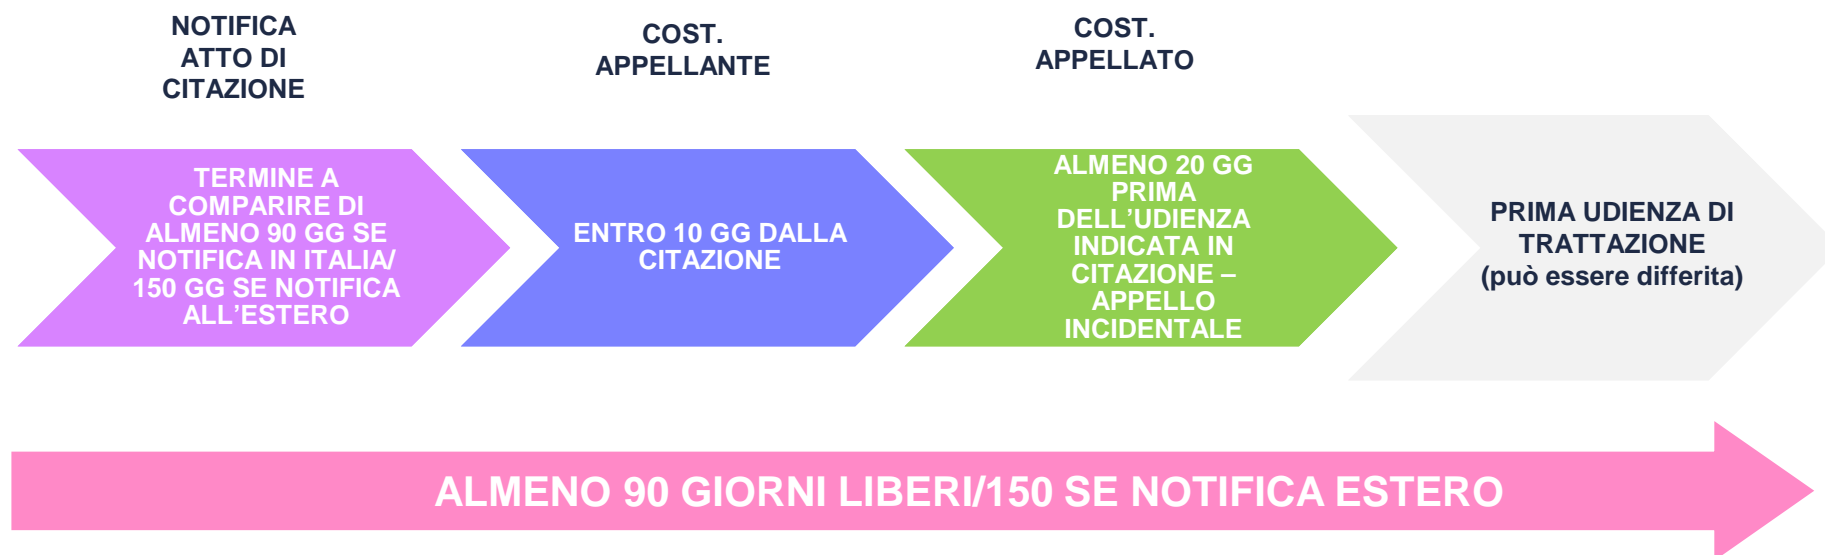 NOTIFICA
ATTO DI
CITAZIONE
COST.
APPELLANTE
COST.
APPELLATO
TERMINE A
COMPARIRE DI
ALMENO 90 GG SE
NOTIFICA IN ITALIA/
150 GG SE NOTIFICA
ALL’ESTERO
ENTRO 10 GG DALLA
CITAZIONE
ALMENO 20 GG
PRIMA
DELL’UDIENZA
INDICATA IN
CITAZIONE –
APPELLO
INCIDENTALE
PRIMA UDIENZA DI
TRATTAZIONE
(può essere differita)
ALMENO 90 GIORNI LIBERI/150 SE NOTIFICA ESTERO